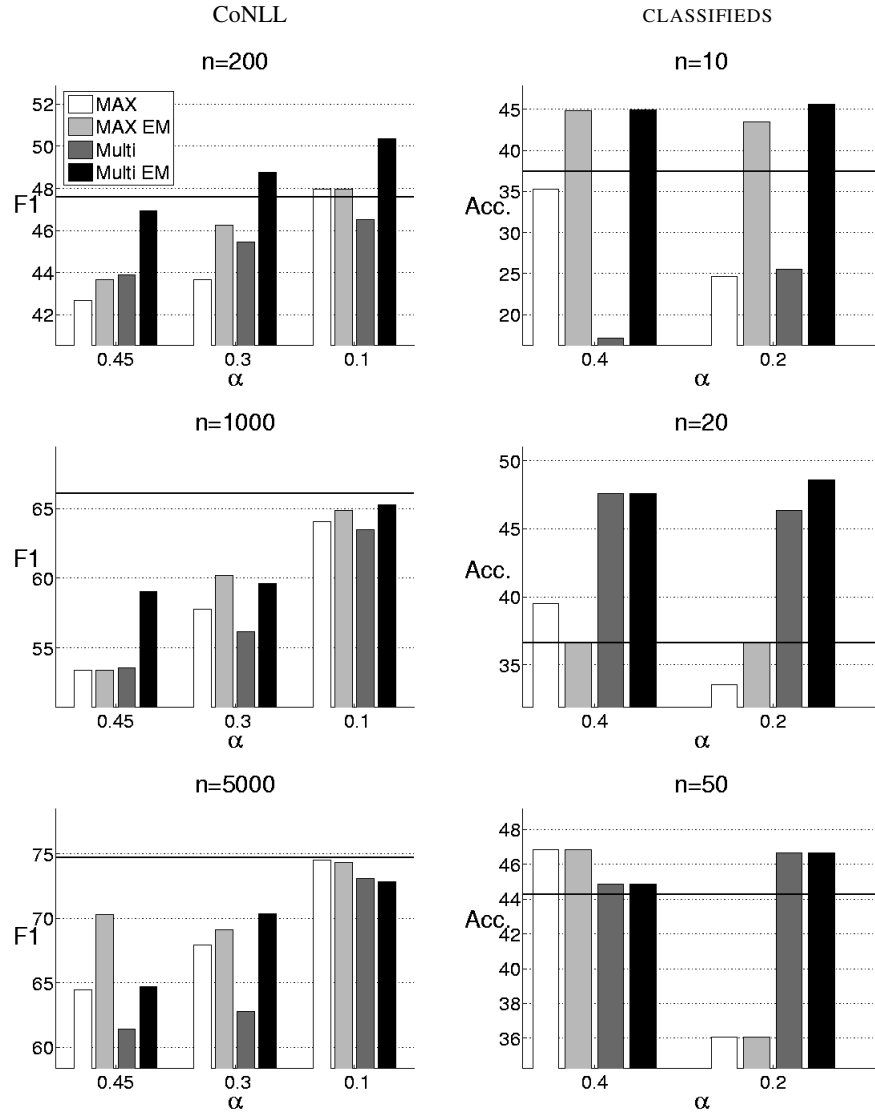 CoNLL
n=200
52
50
48
46
44
42
F1
MAX
MAX EM
Multi
Multi EM
0.45 0.3 0.1
α
CLASSIFIEDS
n=10
45
40
35
30
25
20
Acc.
0.4 0.2
α
n=1000
65
60
55
F1
0.45 0.3 0.1
α
n=20
50
45
40
35
Acc.
0.4 0.2
α
n=5000
75
70
65
60
F1
0.45 0.3 0.1
α
n=50
48
46
44
42
40
38
36
Acc.
0.4 0.2
α